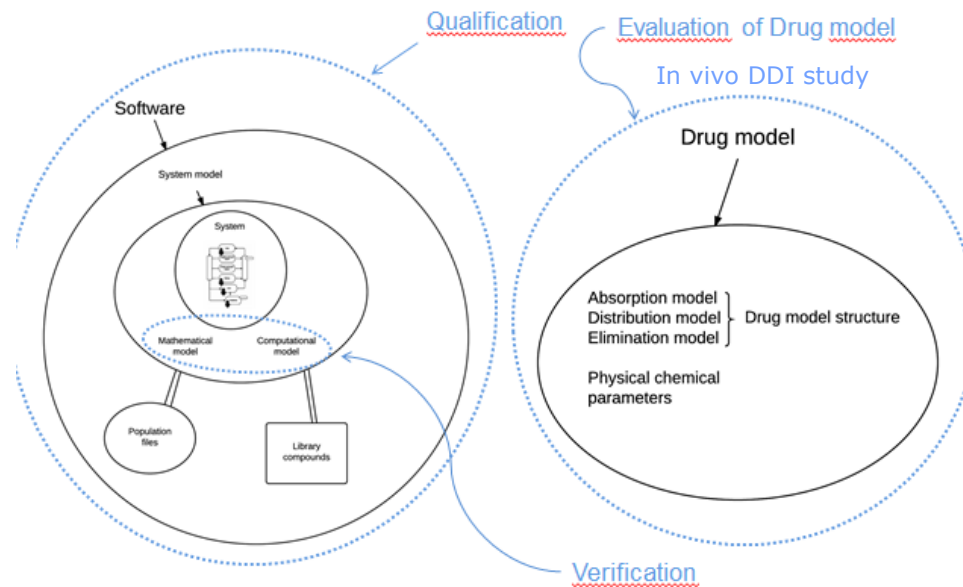 Qualification
Evaluation of Drug model
In vivo DDI study
Software
System model
System
Mathematical
model
Computational
model
Population
files
Library
compounds
Drug model
Absorption model
Distribution model
Elimination model
Drug model structure
Physical chemical
parameters
Verification